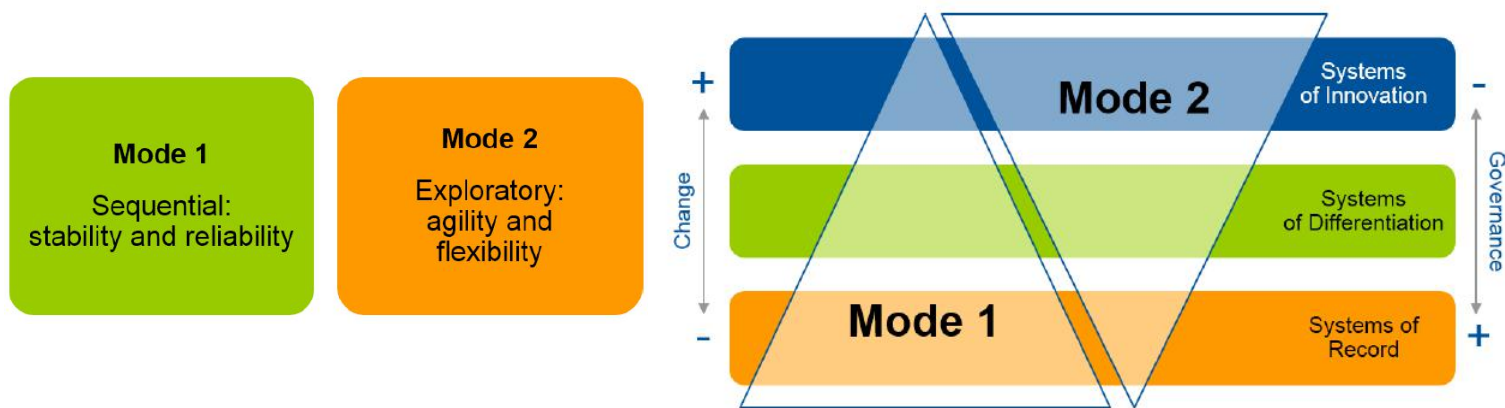 Mode 1
Sequential:
stability and reliability
Mode 2
Exploratory:
agility and
flexibility
+
Change
-
Mode 2
Mode 1
Systems
of Innovation
Systems
of Differentiation
Systems of
Record
-
Governance
+